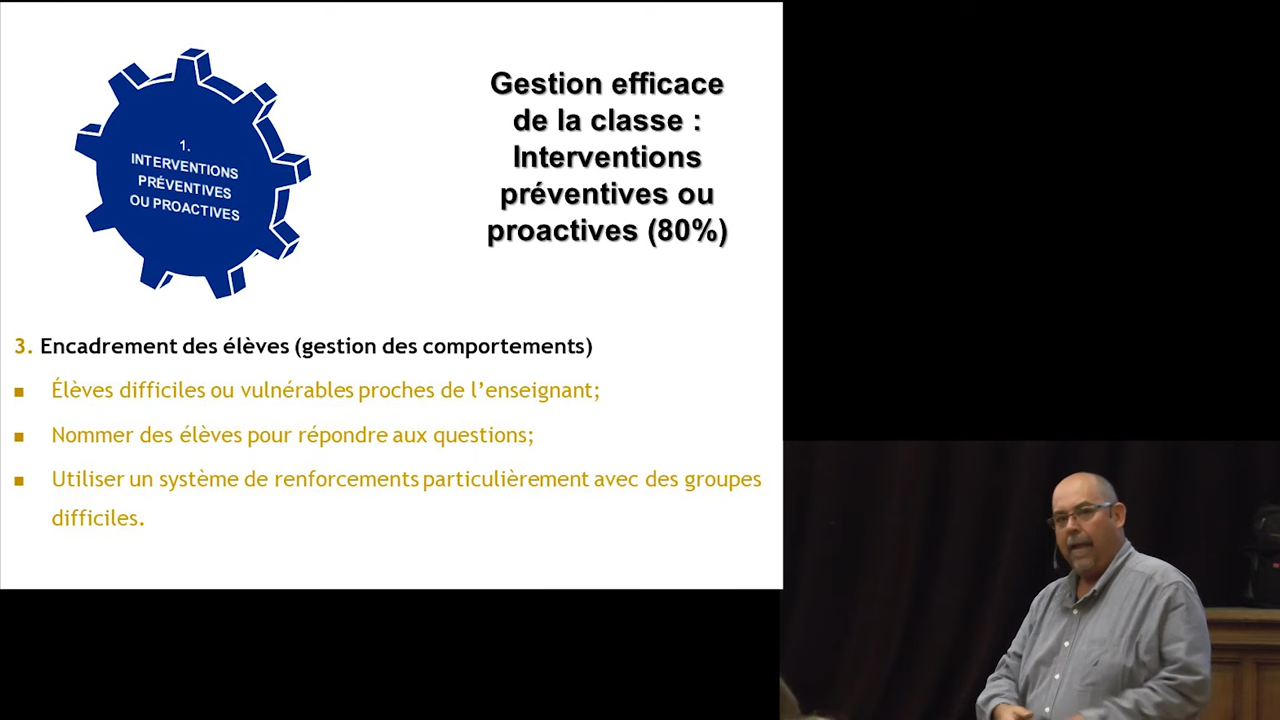 1.
INTERVENTIONS
PRÉVENTIVES
OU PROACTIVES
Gestion efficace
de la classe :
Interventions
préventives ou
proactives (80%)
3. Encadrement des élèves (gestion des comportements)
■ Élèves difficiles ou vulnérables proches de l’enseignant;
■ Nommer des élèves pour répondre aux questions;
■ Utiliser un système de renforcements particulièrement avec des groupes
difficiles.